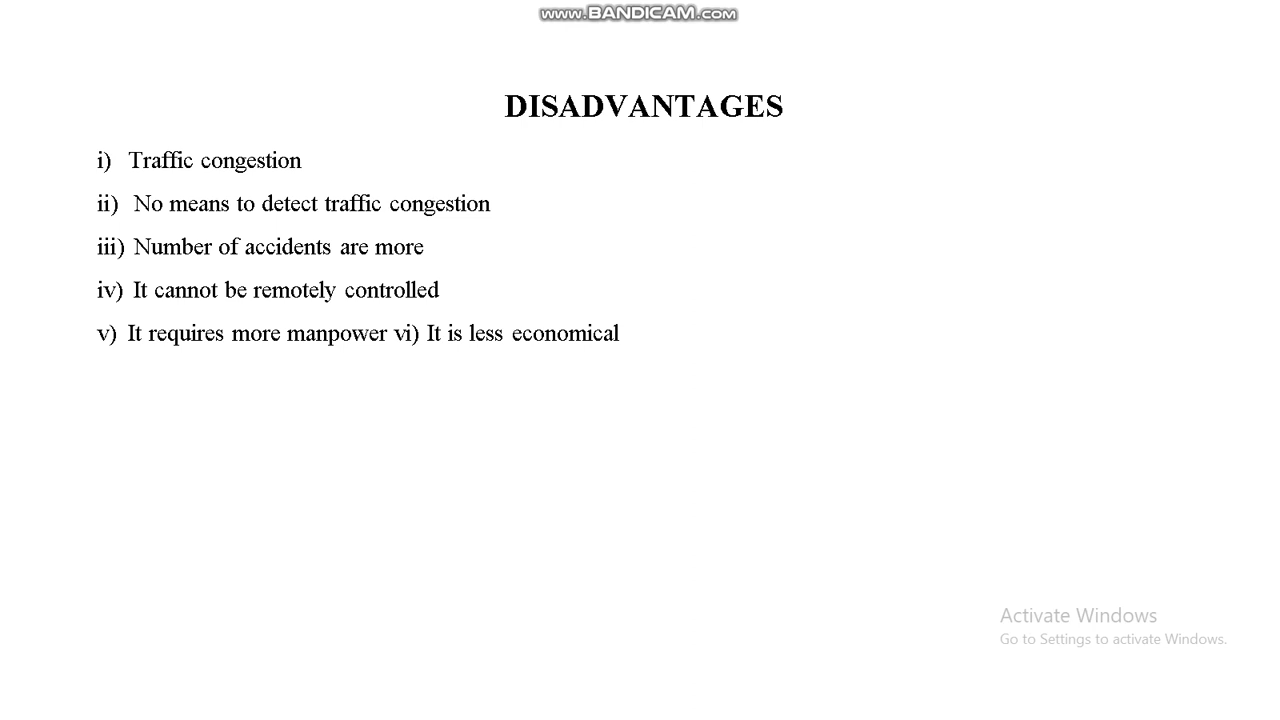 www.BANDICAM.com
DISADVANTAGES
i) Traffic congestion
ii) No means to detect traffic congestion
iii) Number of accidents are more
iv) It cannot be remotely controlled
v) It requires more manpower vi) It is less economical
Activate Windows
Go to Settings to activate Windows.